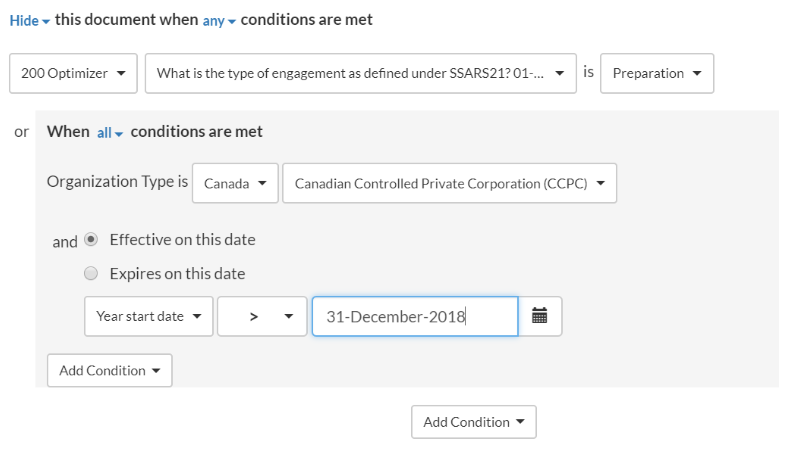 Hide this document when any conditions are met
200 Optimizer What is the type of engagement as defined under SSARS21? 01-... is Preparation
or When all conditions are met
Organization Type is Canada Canadian Controlled Private Corporation (CCPC)
and Effective on this date
Expires on this date
Year start date > 31-December-2018
Add Condition
Add Condition